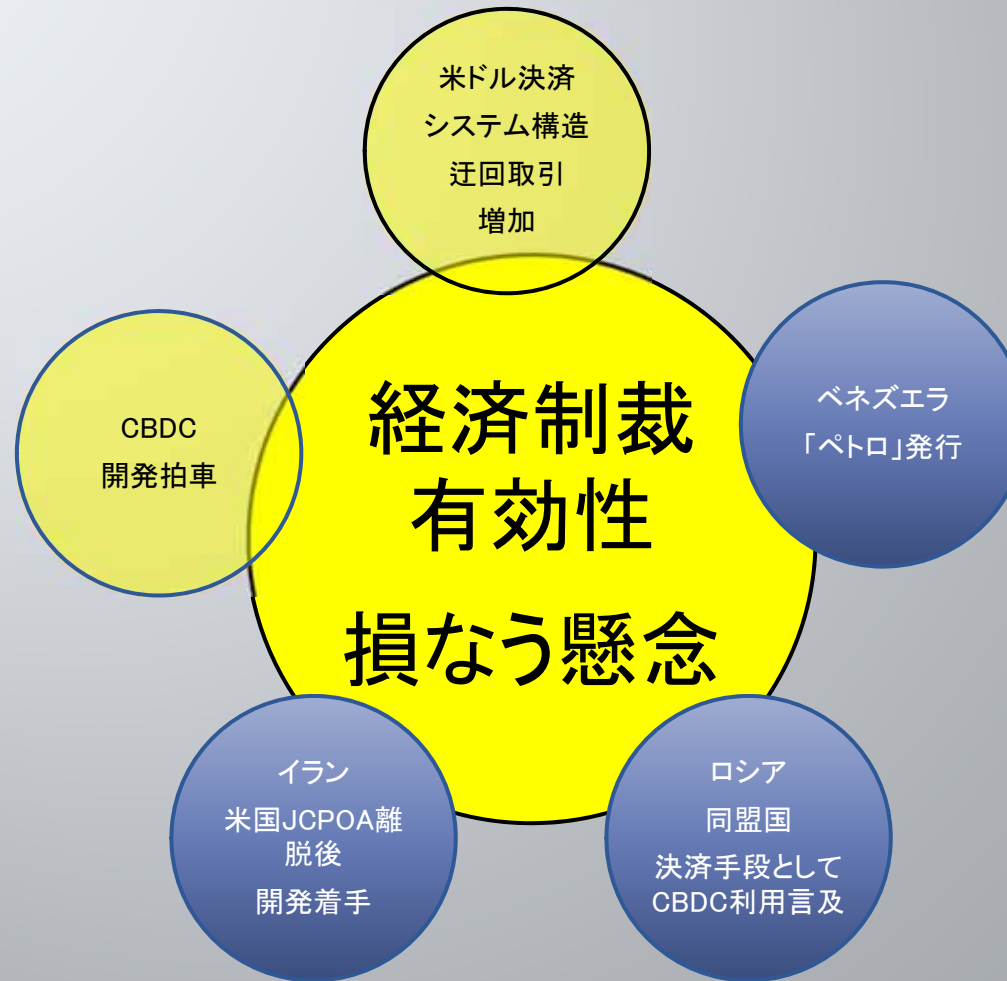 米ドル決済
システム構造
迂回取引
増加
CBDC
開発拍車
経済制裁
有効性
損なう懸念
ベネズエラ
「ペトロ」発行
イラン
米国JCPOA離
脱後
開発着手
ロシア
同盟国
決済手段として
CBDC利用言及